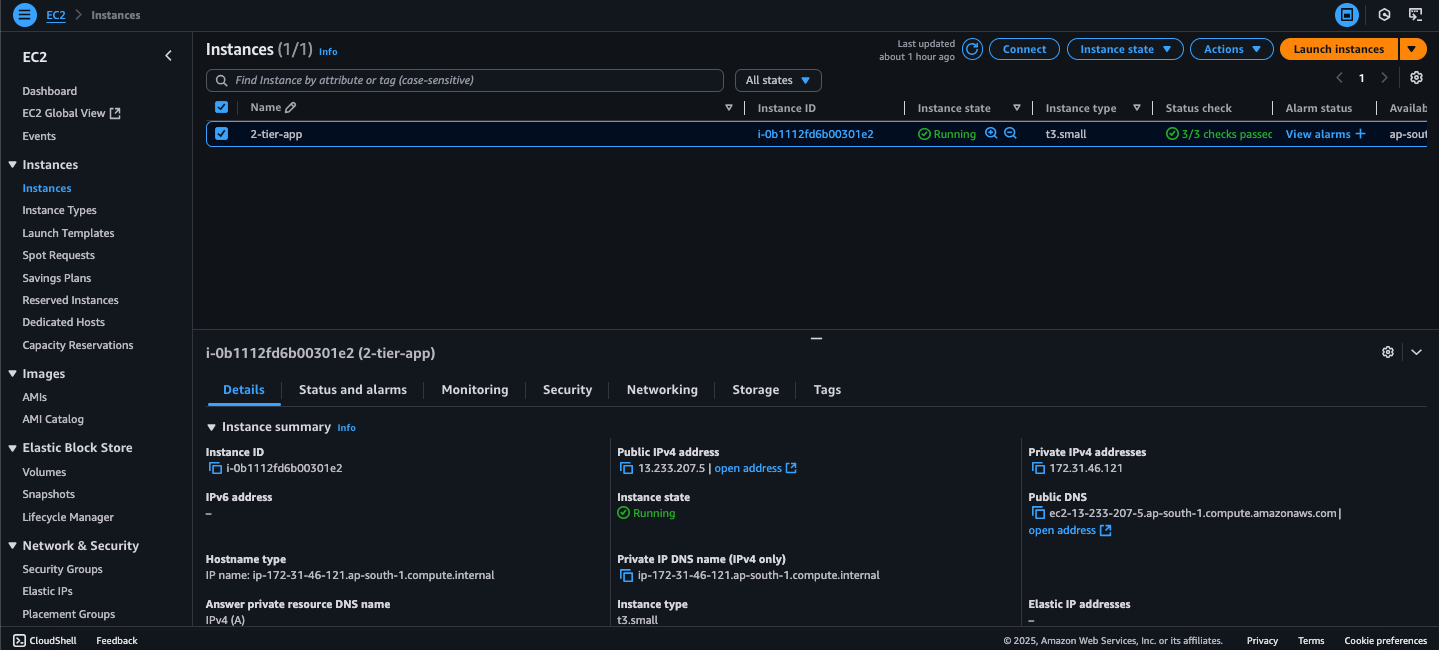 EC2 Instances
EC2
Dashboard
EC2 Global View
Events
Instances
Instances
Instance Types
Launch Templates
Spot Requests
Savings Plans
Reserved Instances
Dedicated Hosts
Capacity Reservations
Images
AMIs
AMI Catalog
Elastic Block Store
Volumes
Snapshots
Lifecycle Manager
Network & Security
Security Groups
Elastic IPs
Placement Groups
Instances (1/1) Info
Last updated
about 1 hour ago
Connect Instance state Actions Launch instances
Find Instance by attribute or tag (case-sensitive) All states 1
Name Instance ID Instance state Instance type Status check Alarm status Availab
2-tier-app i-0b1112fd6b00301e2 Running t3.small 3/3 checks passed View alarms + ap-sout
i-0b1112fd6b00301e2 (2-tier-app)
Details Status and alarms Monitoring Security Networking Storage Tags
Instance summary Info
Instance ID
i-0b1112fd6b00301e2
Public IPv4 address
13.233.207.5 | open address
Private IPv4 addresses
172.31.46.121
IPv6 address
–
Instance state
Running
Public DNS
ec2-13-233-207-5.ap-south-1.compute.amazonaws.com |
open address
Hostname type
IP name: ip-172-31-46-121.ap-south-1.compute.internal
Private IP DNS name (IPv4 only)
ip-172-31-46-121.ap-south-1.compute.internal
Answer private resource DNS name
IPv4 (A)
Instance type
t3.small
Elastic IP addresses
–
CloudShell Feedback © 2025, Amazon Web Services, Inc. or its affiliates. Privacy Terms Cookie preferences